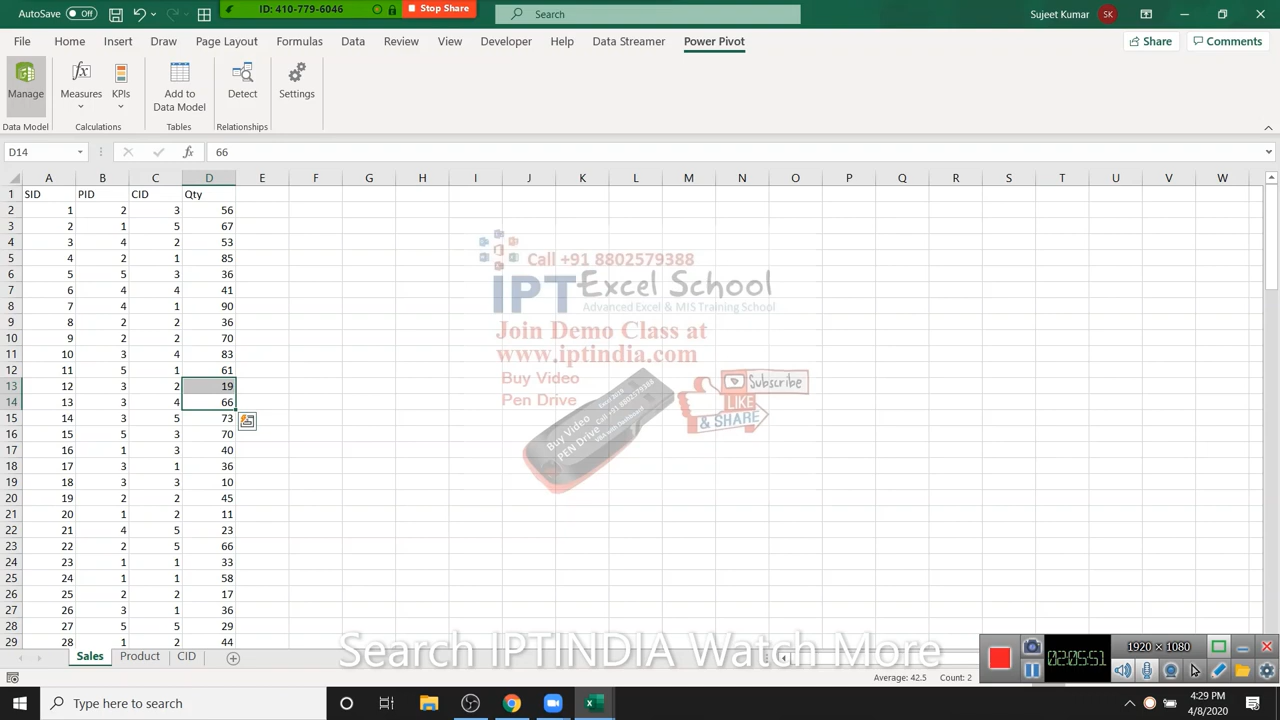 AutoSave Off
ID: 410-779-6046
Stop Share
Search
Sujeet Kumar
SK
File Home Insert Draw Page Layout Formulas Data Review View Developer Help Data Streamer Power Pivot
Share
Comments
Manage
Measures
KPIs
Add to
Data Model
Detect
Settings
Data Model
Calculations
Tables
Relationships
D14
fx
66
A B C D E F G H I J K L M N O P Q R S T U V W
1 SID PID CID Qty
2 1 2 3 56
3 2 1 5 67
4 3 4 2 53
5 4 2 1 85
6 5 5 3 36
7 6 4 4 41
8 7 4 1 90
9 8 2 2 36
10 9 2 2 70
11 10 3 4 83
12 11 5 1 61
13 12 3 2 19
14 13 3 4 66
15 14 3 5 73
16 15 5 3 70
17 16 1 3 40
18 17 3 1 36
19 18 3 3 10
20 19 2 2 45
21 20 1 2 11
22 21 4 5 23
23 22 2 5 66
24 23 1 1 33
25 24 1 1 58
26 25 2 2 17
27 26 3 1 36
28 27 5 5 29
29 28 1 2 44
Call +91 8802579388
IPT Excel School
Advanced Excel & MIS Training School
Join Demo Class at
www.iptindia.com
Buy Video
Pen Drive
Subscribe
LIKE
& SHARE
Buy Video
PEN Drive
Call +91 8802579388
Search IPTINDIA Watch More
Sales Product CID
1920 × 1080
02:05:51
Average: 42.5 Count: 2
Type here to search
4:29 PM
4/8/2020